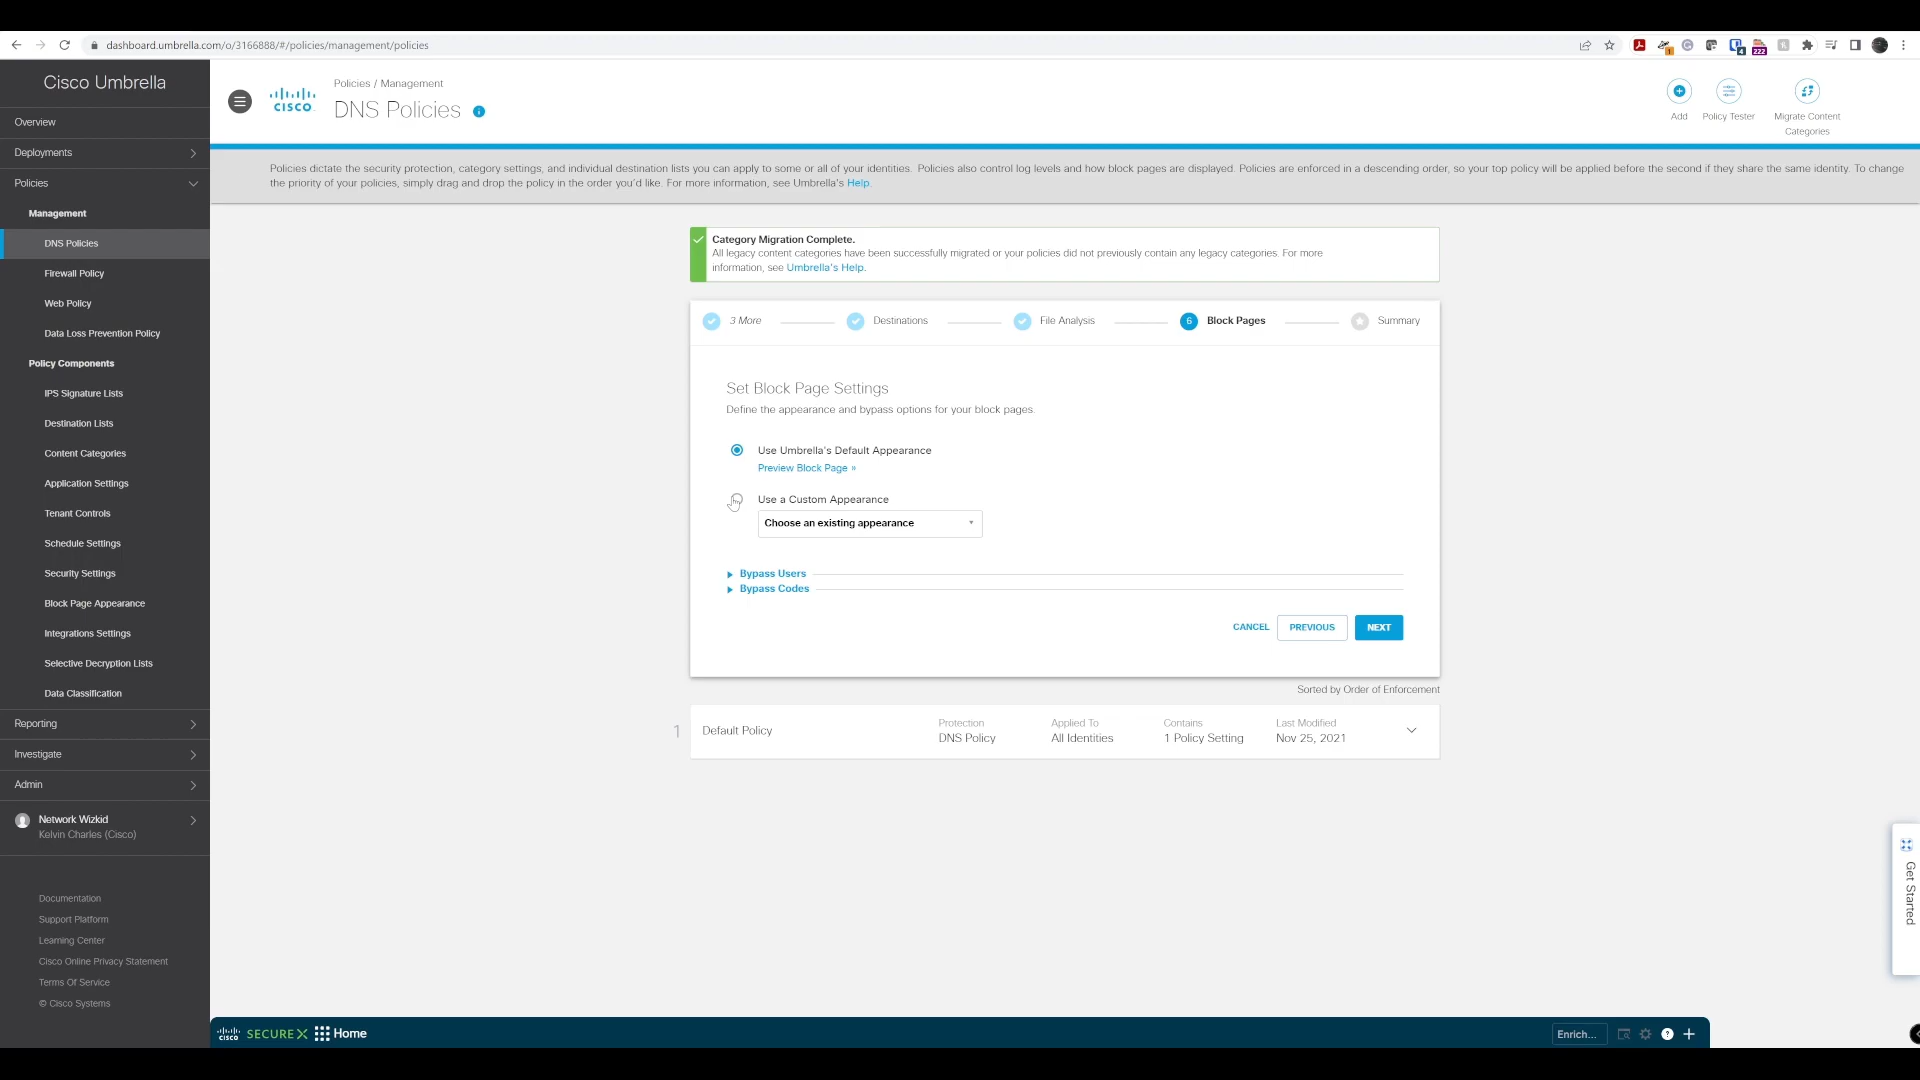 dashboard.umbrella.com/o/3166888/#/policies/management/policies
1
4
222
Cisco Umbrella
Overview
Deployments
Policies
Management
DNS Policies
Firewall Policy
Web Policy
Data Loss Prevention Policy
Policy Components
IPS Signature Lists
Destination Lists
Content Categories
Application Settings
Tenant Controls
Schedule Settings
Security Settings
Block Page Appearance
Integrations Settings
Selective Decryption Lists
Data Classification
Reporting
Investigate
Admin
Network Wizkid
Kelvin Charles (Cisco)
Documentation
Support Platform
Learning Center
Cisco Online Privacy Statement
Terms Of Service
© Cisco Systems
CISCO
Policies / Management
DNS Policies
Add
Policy Tester
Migrate Content
Categories
Policies dictate the security protection, category settings, and individual destination lists you can apply to some or all of your identities. Policies also control log levels and how block pages are displayed. Policies are enforced in a descending order, so your top policy will be applied before the second if they share the same identity. To change
the priority of your policies, simply drag and drop the policy in the order you'd like. For more information, see Umbrella's Help.
Category Migration Complete.
All legacy content categories have been successfully migrated or your policies did not previously contain any legacy categories. For more
information, see Umbrella's Help.
3 More
Destinations
File Analysis
6 Block Pages
Summary
Set Block Page Settings
Define the appearance and bypass options for your block pages.
Use Umbrella's Default Appearance
Preview Block Page »
Use a Custom Appearance
Choose an existing appearance
Bypass Users
Bypass Codes
CANCEL
PREVIOUS
NEXT
Sorted by Order of Enforcement
1
Default Policy
Protection
DNS Policy
Applied To
All Identities
Contains
1 Policy Setting
Last Modified
Nov 25, 2021
Get Started
CISCO SECUREX Home
Enrich...